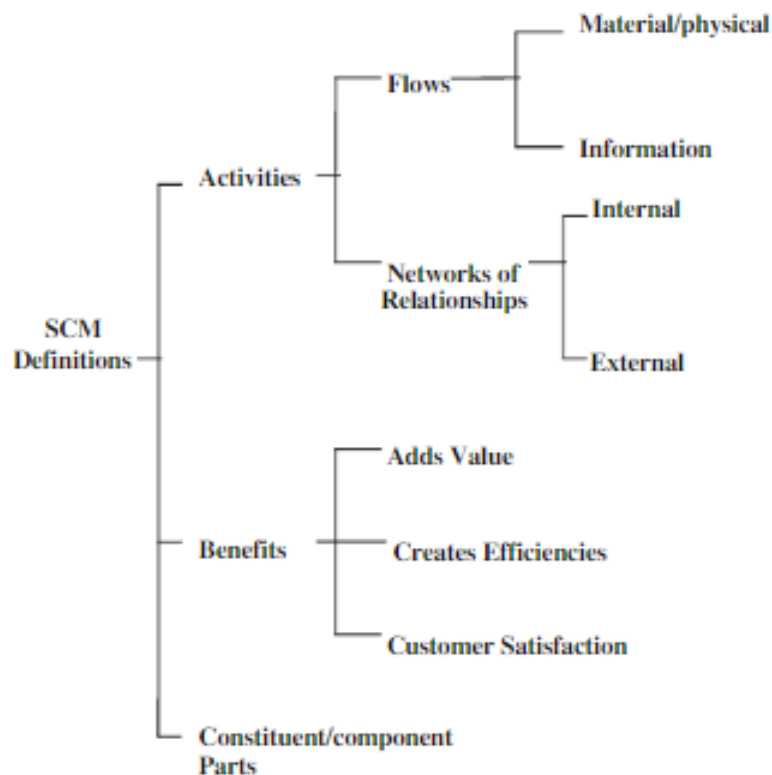 Material/physical
Flows
Information
Activities
Internal
Networks of
Relationships
SCM
Definitions
External
Adds Value
Benefits
Creates Efficiencies
Customer Satisfaction
Constituent/component
Parts